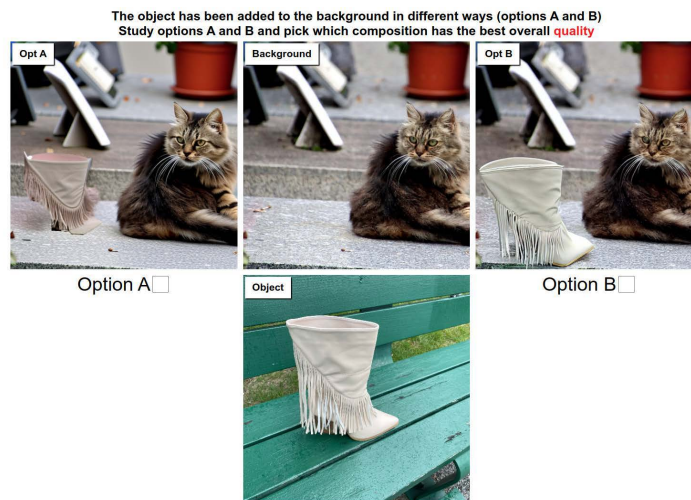 The object has been added to the background in different ways (options A and B)
Study options A and B and pick which composition has the best overall quality
Opt A
Background
Opt B
Option A
Option B
Object